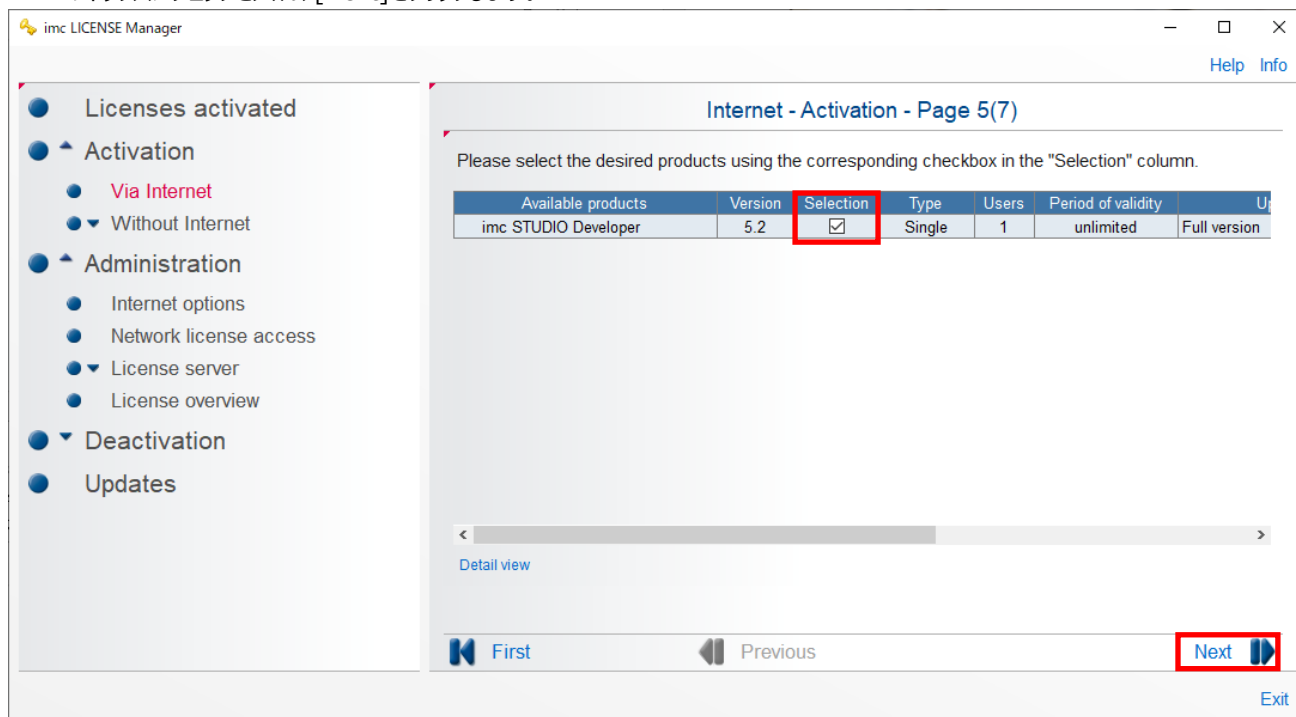 imc LICENSE Manager
Help Info
Licenses activated
Activation
Via Internet
Without Internet
Administration
Internet options
Network license access
License server
License overview
Deactivation
Updates
Internet - Activation - Page 5(7)
Please select the desired products using the corresponding checkbox in the "Selection" column.
Available products Version Selection Type Users Period of validity
imc STUDIO Developer 5.2 Single 1 unlimited Full version
Detail view
First Previous Next
Exit